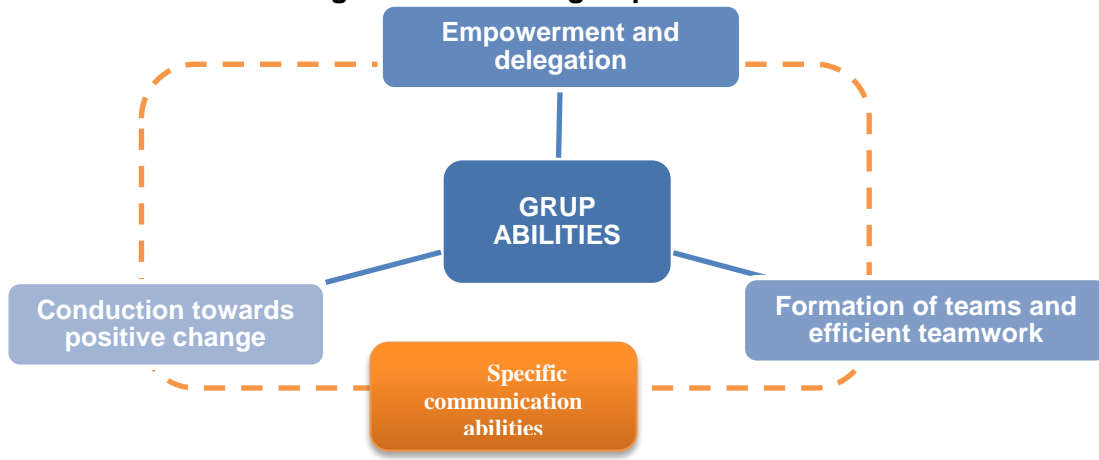 Empowerment and
delegation
GRUP
ABILITIES
Conduction towards
positive change
Formation of teams and
efficient teamwork
Specific
communication
abilities